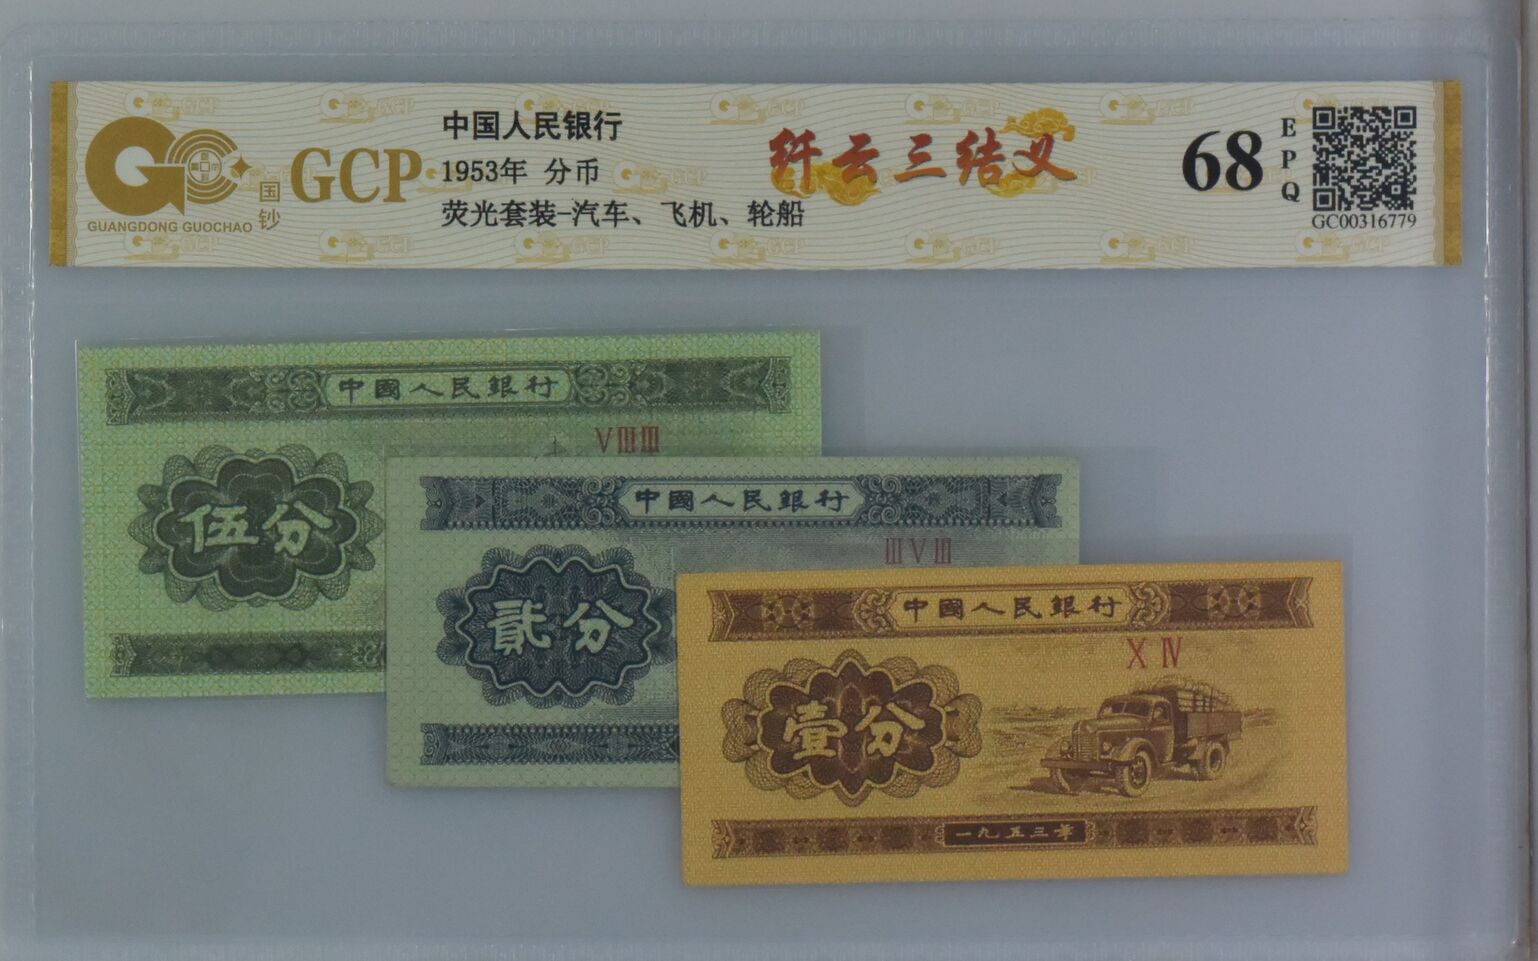 GUANGDONG GUOCHAO
国钞
GCP
中国人民银行
1953年 分币
荧光套装-汽车、飞机、轮船
纤云三结义
68
EPQ
GC00316779
中國人民銀行
VⅢⅢ
伍分
中國人民銀行
ⅢVⅢ
貳分
中國人民銀行
ⅩⅣ
壹分
一九五三年